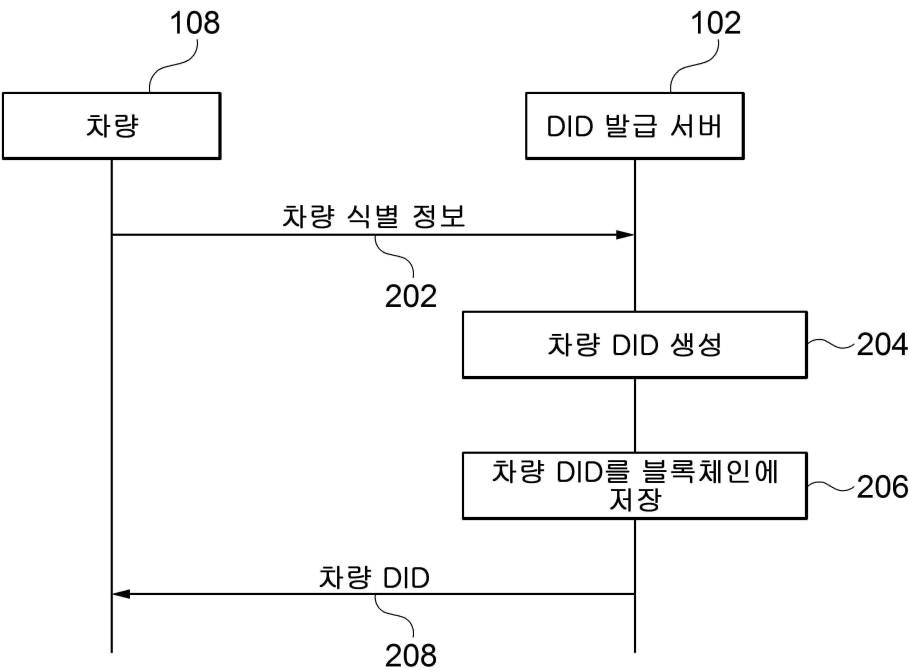 108
102
차량
DID 발급 서버
차량 식별 정보
202
차량 DID 생성
204
차량 DID를 블록체인에
저장
206
차량 DID
208